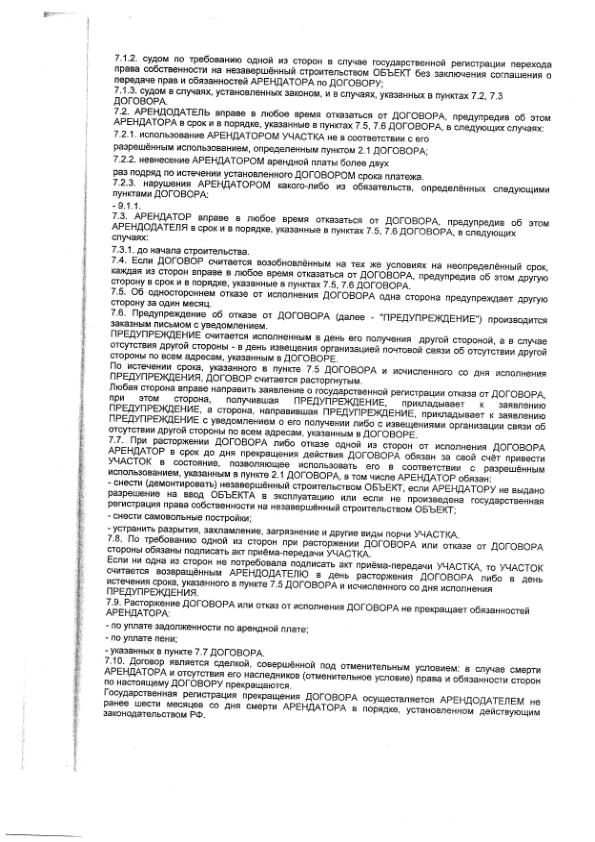 7.1.2. судом по требованию одной из сторон в случае государственной регистрации перехода
права собственности на незавершённый строительством ОБЪЕКТ без заключения соглашения о
передаче прав и обязанностей АРЕНДАТОРА по ДОГОВОРУ;
7.1.3. судом в случаях, установленных законом, и в случаях, указанных в пунктах 7.2, 7.3
ДОГОВОРА.
7.2. АРЕНДОДАТЕЛЬ вправе в любое время отказаться от ДОГОВОРА, предупредив об этом
АРЕНДАТОРА в срок и в порядке, указанные в пунктах 7.5, 7.6 ДОГОВОРА, в следующих случаях:
7.2.1. использование АРЕНДАТОРОМ УЧАСТКА не в соответствии с его
разрешённым использованием, определенным пунктом 2.1 ДОГОВОРА;
7.2.2. невнесение АРЕНДАТОРОМ арендной платы более двух
раз подряд по истечении установленного ДОГОВОРОМ срока платежа.
7.2.3. нарушения АРЕНДАТОРОМ какого-либо из обязательств, определённых следующими
пунктами ДОГОВОРА:
- 9.1.1.
7.3. АРЕНДАТОР вправе в любое время отказаться от ДОГОВОРА, предупредив об этом
АРЕНДОДАТЕЛЯ в срок и в порядке, указанные в пунктах 7.5, 7.6 ДОГОВОРА, в следующих
случаях:
7.3.1. до начала строительства.
7.4. Если ДОГОВОР считается возобновлённым на тех же условиях на неопределённый срок,
каждая из сторон вправе в любое время отказаться от ДОГОВОРА, предупредив об этом другую
сторону в срок и в порядке, указанные в пунктах 7.5, 7.6 ДОГОВОРА.
7.5. Об одностороннем отказе от исполнения ДОГОВОРА одна сторона предупреждает другую
сторону за один месяц.
7.6. Предупреждение об отказе от ДОГОВОРА (далее - "ПРЕДУПРЕЖДЕНИЕ") производится
заказным письмом с уведомлением.
ПРЕДУПРЕЖДЕНИЕ считается исполненным в день его получения другой стороной, а в случае
отсутствия другой стороны - в день извещения организацией почтовой связи об отсутствии другой
стороны по всем адресам, указанным в ДОГОВОРЕ.
По истечении срока, указанного в пункте 7.5 ДОГОВОРА и исчисленного со дня исполнения
ПРЕДУПРЕЖДЕНИЯ, ДОГОВОР считается расторгнутым.
Любая сторона вправе направить заявление о государственной регистрации отказа от ДОГОВОРА,
при этом сторона, получившая ПРЕДУПРЕЖДЕНИЕ, прикладывает к заявлению
ПРЕДУПРЕЖДЕНИЕ, а сторона, направившая ПРЕДУПРЕЖДЕНИЕ, прикладывает к заявлению
ПРЕДУПРЕЖДЕНИЕ с уведомлением о его получении либо с извещениями организации связи об
отсутствии другой стороны по всем адресам, указанным в ДОГОВОРЕ.
7.7. При расторжении ДОГОВОРА либо отказе одной из сторон от исполнения ДОГОВОРА
АРЕНДАТОР в срок до дня прекращения действия ДОГОВОРА обязан за свой счёт привести
УЧАСТОК в состояние, позволяющее использовать его в соответствии с разрешённым
использованием, указанным в пункте 2.1 ДОГОВОРА, в том числе АРЕНДАТОР обязан:
- снести (демонтировать) незавершённый строительством ОБЪЕКТ, если АРЕНДАТОРУ не выдано
разрешение на ввод ОБЪЕКТА в эксплуатацию или если не произведена государственная
регистрация права собственности на незавершённый строительством ОБЪЕКТ;
- снести самовольные постройки;
- устранить разрытия, захламление, загрязнение и другие виды порчи УЧАСТКА.
7.8. По требованию одной из сторон при расторжении ДОГОВОРА или отказе от ДОГОВОРА
стороны обязаны подписать акт приёма-передачи УЧАСТКА.
Если ни одна из сторон не потребовала подписать акт приёма-передачи УЧАСТКА, то УЧАСТОК
считается возвращённым АРЕНДОДАТЕЛЮ в день расторжения ДОГОВОРА либо в день
истечения срока, указанного в пункте 7.5 ДОГОВОРА и исчисленного со дня исполнения
ПРЕДУПРЕЖДЕНИЯ.
7.9. Расторжение ДОГОВОРА или отказ от исполнения ДОГОВОРА не прекращает обязанностей
АРЕНДАТОРА:
- по уплате задолженности по арендной плате;
- по уплате пени;
- указанных в пункте 7.7 ДОГОВОРА.
7.10. Договор является сделкой, совершённой под отменительным условием: в случае смерти
АРЕНДАТОРА и отсутствия его наследников (отменительное условие) права и обязанности сторон
по настоящему ДОГОВОРУ прекращаются.
Государственная регистрация прекращения ДОГОВОРА осуществляется АРЕНДОДАТЕЛЕМ не
ранее шести месяцев со дня смерти АРЕНДАТОРА в порядке, установленном действующим
законодательством РФ.